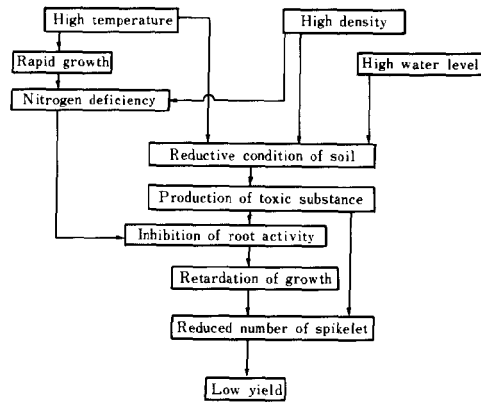 High temperature
High density
Rapid growth
High water level
Nitrogen deficiency
Reductive condition of soil
Production of toxic substance
Inhibition of root activity
Retardation of growth
Reduced number of spikelet
Low yield